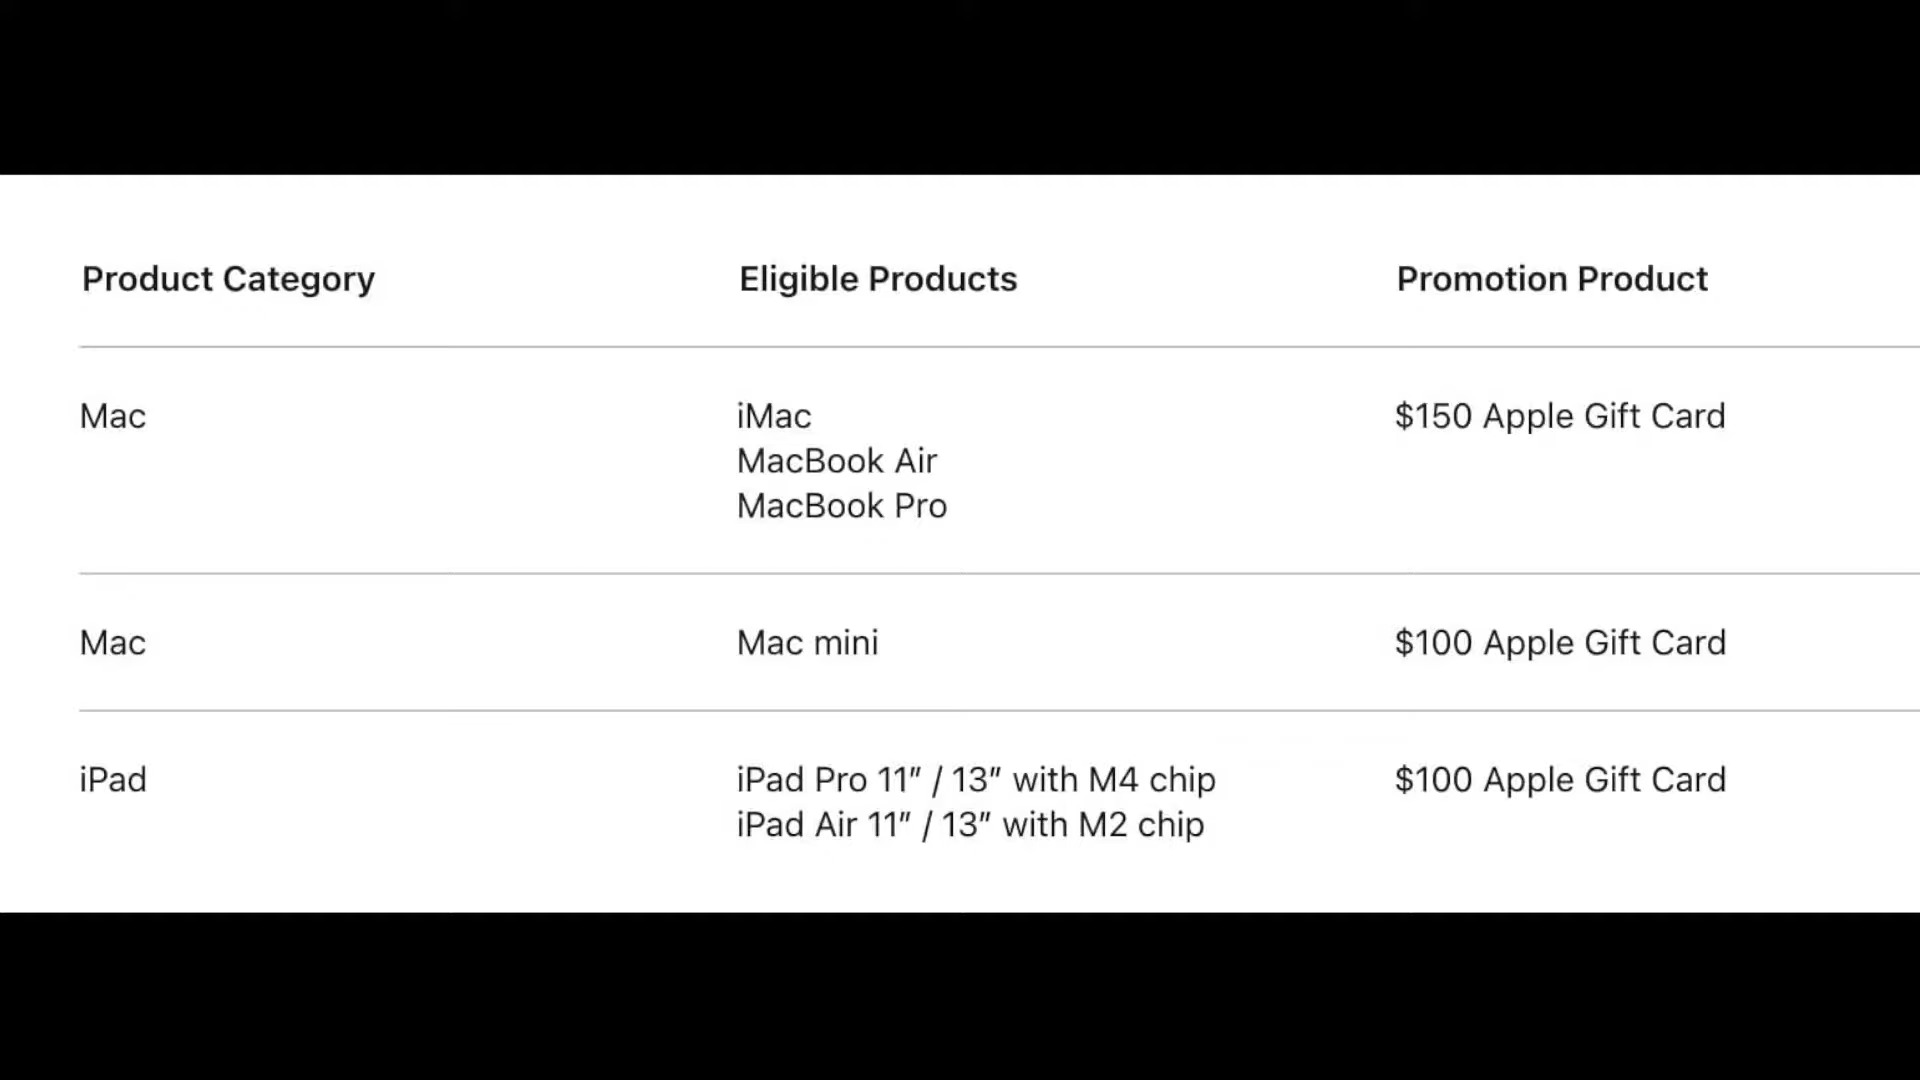 Product Category Eligible Products Promotion Product
Mac iMac $150 Apple Gift Card
MacBook Air
MacBook Pro
Mac Mac mini $100 Apple Gift Card
iPad iPad Pro 11″ / 13″ with M4 chip $100 Apple Gift Card
iPad Air 11″ / 13″ with M2 chip